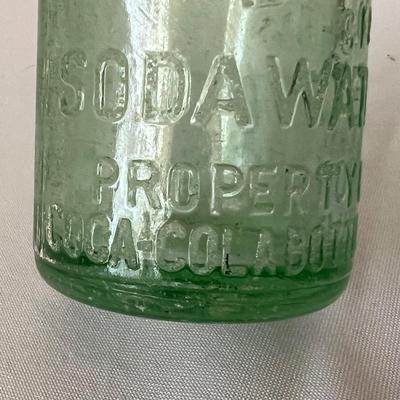 SODA WAT
PROPERTY
COCA-COLA BOTT